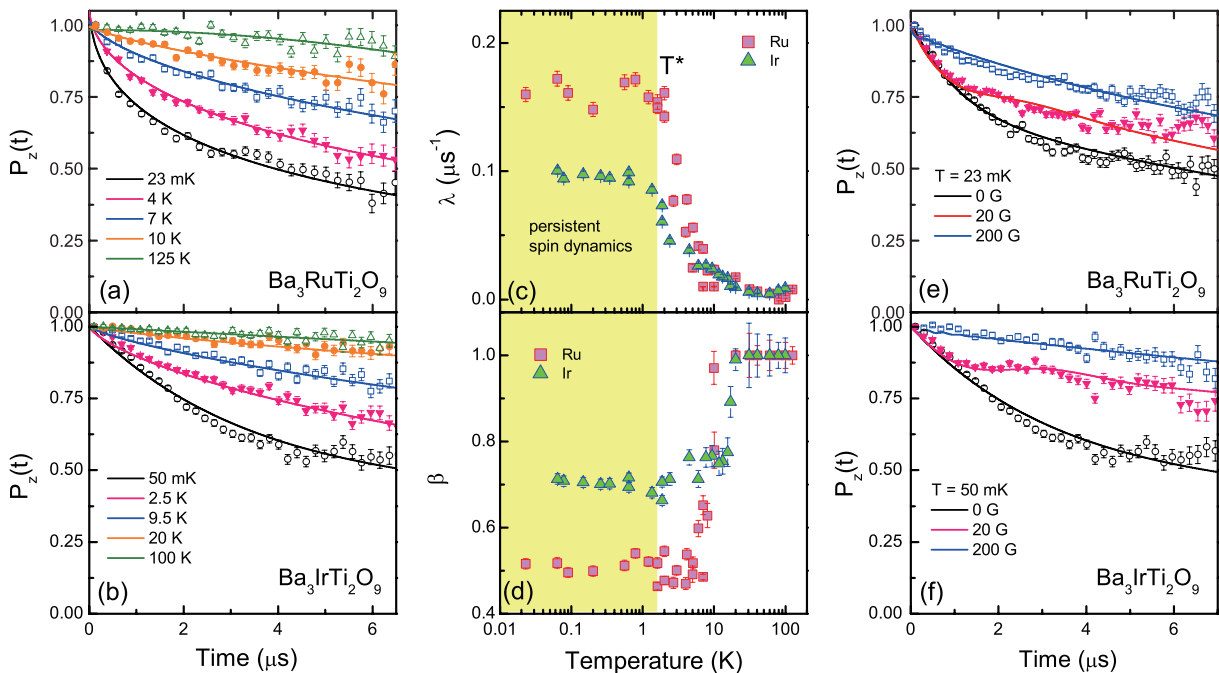 P_z(t)
1.00
0.75
0.50
0.25
0.00
23 mK
4 K
7 K
10 K
125 K
(a)
Ba₃RuTi₂O₉
P_z(t)
1.00
0.75
0.50
0.25
0.00
50 mK
2.5 K
9.5 K
20 K
100 K
(b)
Ba₃IrTi₂O₉
0
2
4
6
Time (μs)
λ (μs⁻¹)
0.2
0.1
0.0
Ru
Ir
T*
persistent
spin dynamics
(c)
β
1.0
0.8
0.6
0.4
Ru
Ir
(d)
0.01
0.1
1
10
100
Temperature (K)
P_z(t)
1.00
0.75
0.50
0.25
0.00
T = 23 mK
0 G
20 G
200 G
(e)
Ba₃RuTi₂O₉
P_z(t)
1.00
0.75
0.50
0.25
0.00
T = 50 mK
0 G
20 G
200 G
(f)
Ba₃IrTi₂O₉
0
2
4
6
Time (μs)